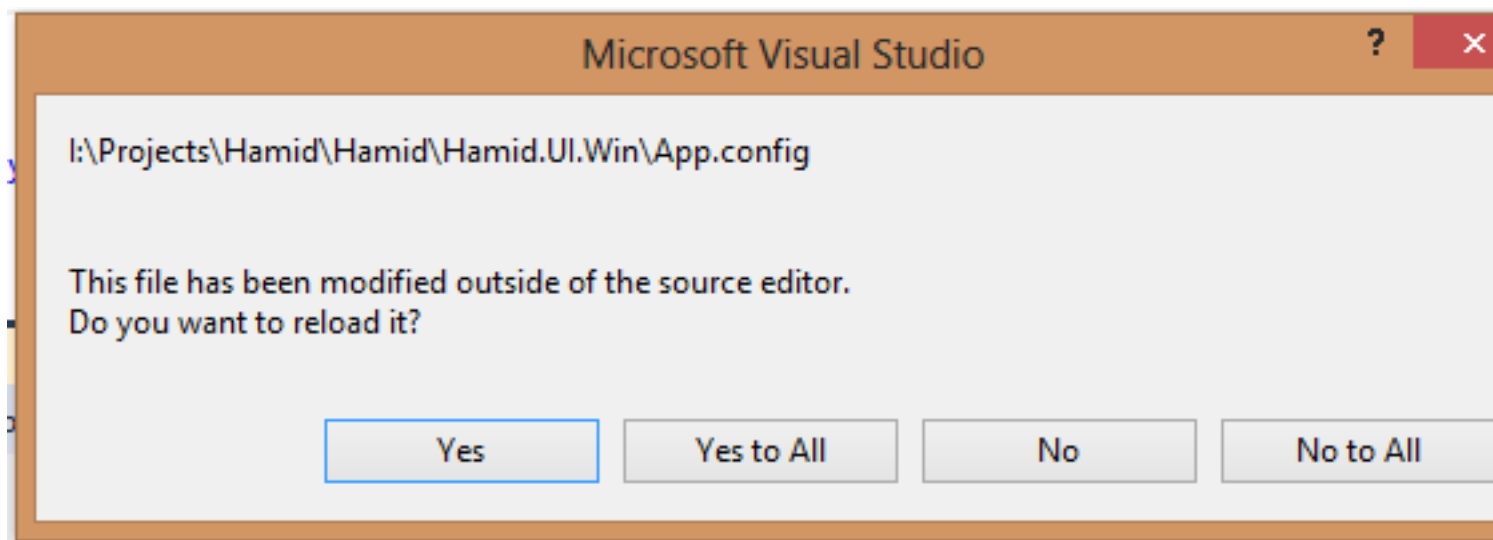 Microsoft Visual Studio
?
I:\Projects\Hamid\Hamid\Hamid.UI.Win\App.config
This file has been modified outside of the source editor.
Do you want to reload it?
Yes
Yes to All
No
No to All